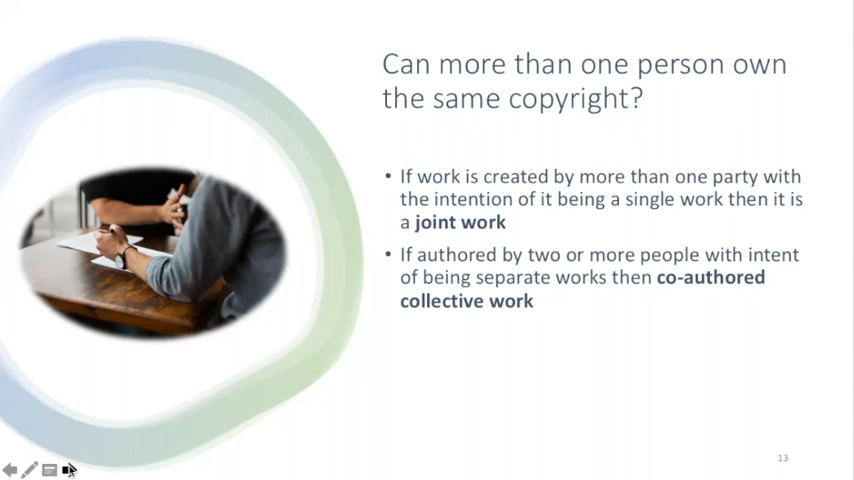 Can more than one person own
the same copyright?
• If work is created by more than one party with
the intention of it being a single work then it is
a joint work
• If authored by two or more people with intent
of being separate works then co-authored
collective work
13